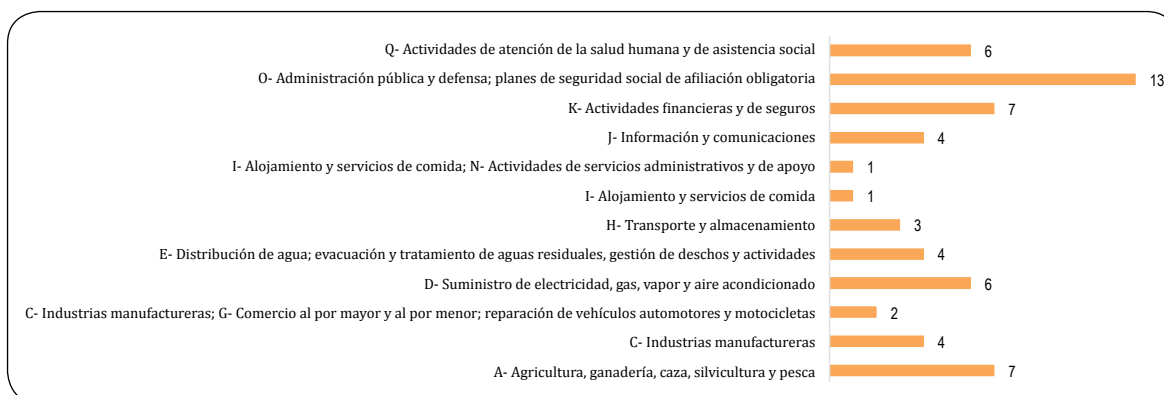 Q- Actividades de atención de la salud humana y de asistencia social 6
O- Administración pública y defensa; planes de seguridad social de afiliación obligatoria 13
K- Actividades financieras y de seguros 7
J- Información y comunicaciones 4
I- Alojamiento y servicios de comida; N- Actividades de servicios administrativos y de apoyo 1
I- Alojamiento y servicios de comida 1
H- Transporte y almacenamiento 3
E- Distribución de agua; evacuación y tratamiento de aguas residuales, gestión de deschos y actividades 4
D- Suministro de electricidad, gas, vapor y aire acondicionado 6
C- Industrias manufactureras; G- Comercio al por mayor y al por menor; reparación de vehículos automotores y motocicletas 2
C- Industrias manufactureras 4
A- Agricultura, ganadería, caza, silvicultura y pesca 7